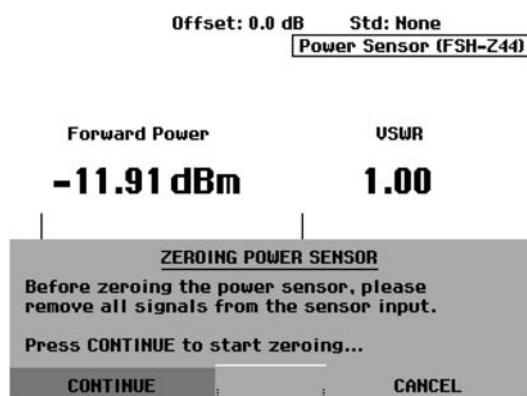 Offset: 0.0 dB Std: None
Power Sensor (FSH-Z44)
Forward Power VSWR
-11.91 dBm 1.00
ZEROING POWER SENSOR
Before zeroing the power sensor, please
remove all signals from the sensor input.
Press CONTINUE to start zeroing...
CONTINUE CANCEL